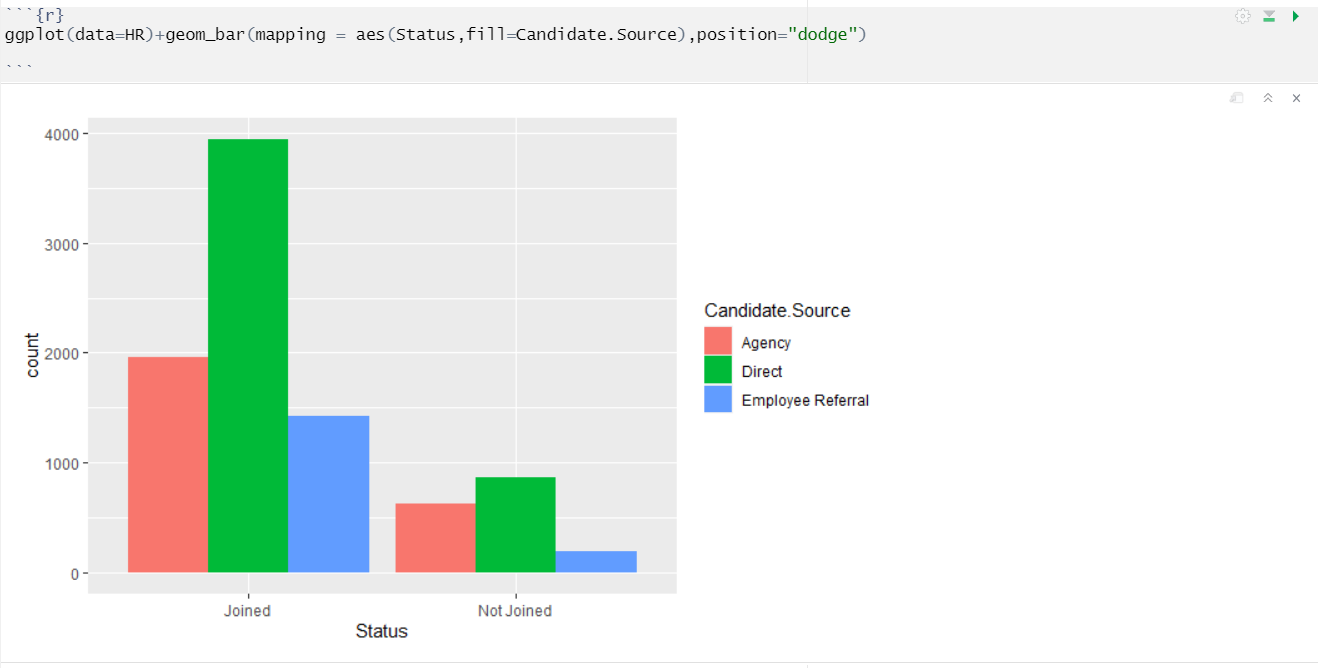 ```{r}
ggplot(data=HR)+geom_bar(mapping = aes(Status,fill=Candidate.Source),position="dodge")
```
4000
3000
2000
1000
0
count
Joined
Not Joined
Status
Candidate.Source
Agency
Direct
Employee Referral